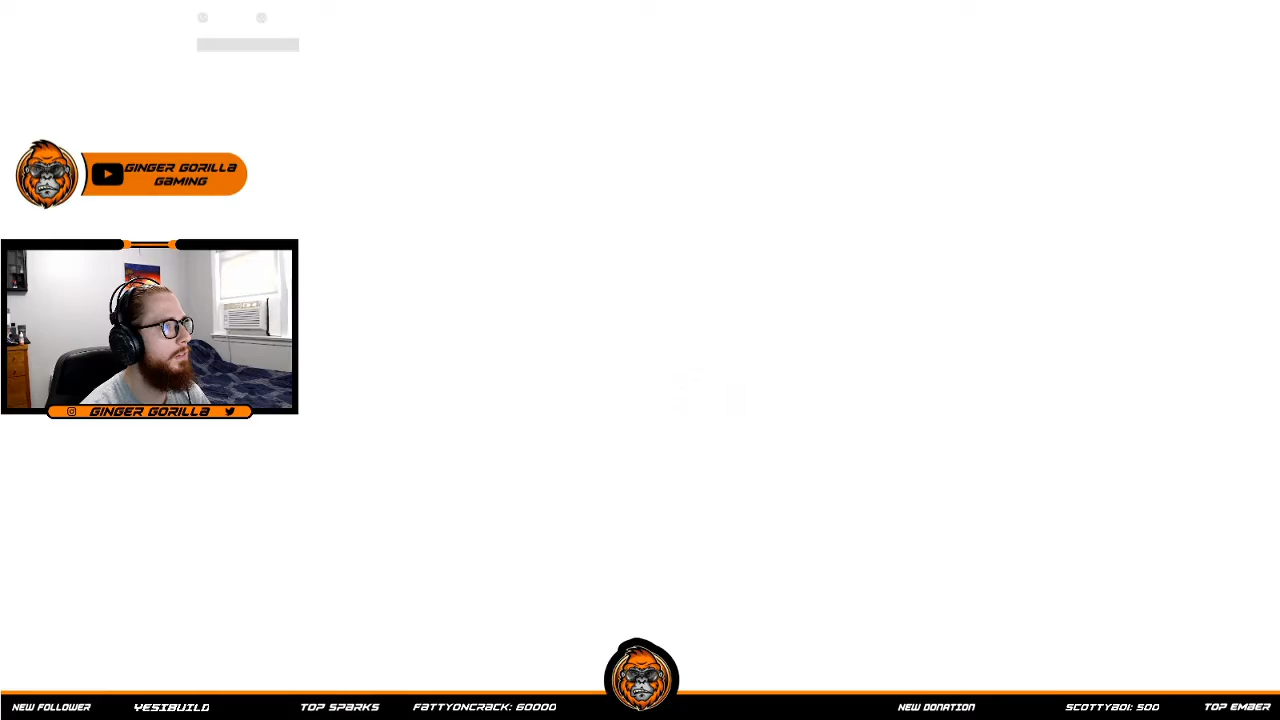 GINGER GORILLA
GAMING
GINGER GORILLA
NEW FOLLOWER YESIBUILD TOP SPARKS FATTYONCRACK: 60000 NEW DONATION SCOTTYBOI: 500 TOP EMBER